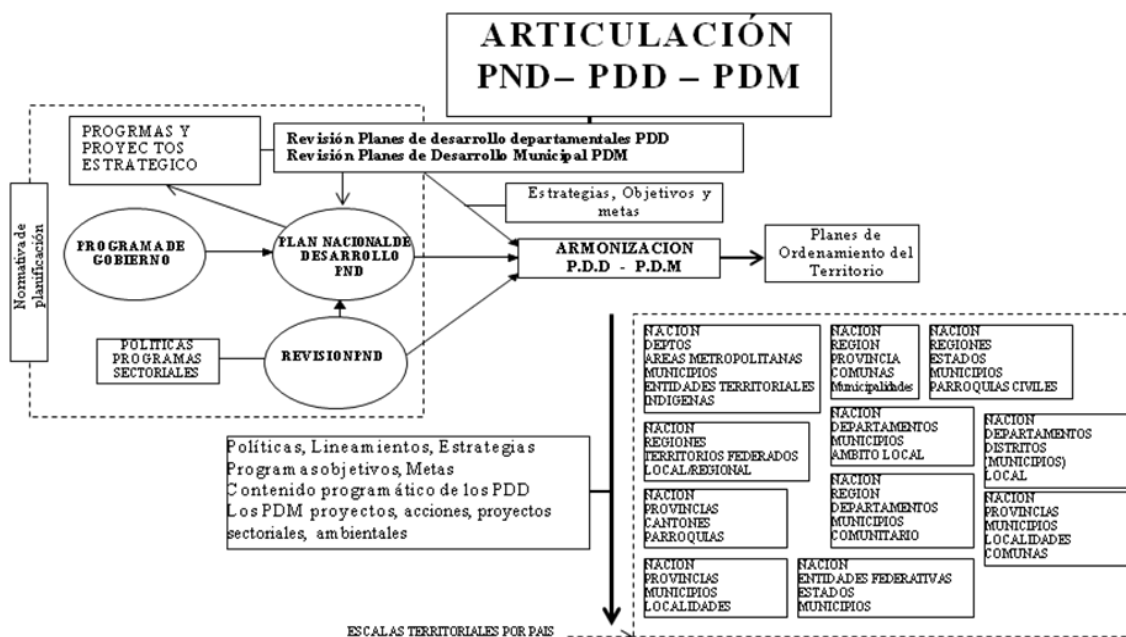 ARTICULACIÓN
PND– PDD – PDM
PROGRMAS Y
PROYECTOS
ESTRATEGICO
Revisión Planes de desarrollo departamentales PDD
Revisión Planes de Desarrollo Municipal PDM
Estrategias, Objetivos y
metas
Normativa de
planificación
PROGRAMA DE
GOBIERNO
PLAN NACIONAL DE
DESARROLLO
PND
ARMONIZACION
P.D.D - P.D.M
Planes de
Ordenamiento del
Territorio
POLÍTICAS
PROGRAMAS
SECTORIALES
REVISION PND
NACION
DEPTOS
AREAS METROPOLITANAS
MUNICIPIOS
ENTIDADES TERRITORIALES
INDIGENAS
NACION
REGION
PROVINCIA
COMUNAS
Municipalidades
NACION
REGIONES
ESTADOS
MUNICIPIOS
PARROQUIAS CIVILES
NACION
REGIONES
TERRITORIOS FEDERADOS
LOCAL/REGIONAL
NACION
DEPARTAMENTOS
MUNICIPIOS
AMBITO LOCAL
NACION
DEPARTAMENTOS
DISTRITOS
(MUNICIPIOS)
LOCAL
Políticas, Lineamientos, Estrategias
Programas objetivos, Metas
Contenido programático de los PDD
Los PDM proyectos, acciones, proyectos
sectoriales, ambientales
NACION
PROVINCIAS
CANTONES
PARROQUIAS
NACION
REGION
DEPARTAMENTOS
MUNICIPIOS
COMUNITARIO
NACION
PROVINCIAS
MUNICIPIOS
LOCALIDADES
COMUNAS
NACION
PROVINCIAS
MUNICIPIOS
LOCALIDADES
NACION
ENTIDADES FEDERATIVAS
ESTADOS
MUNICIPIOS
ESCALAS TERRITORIALES POR PAIS